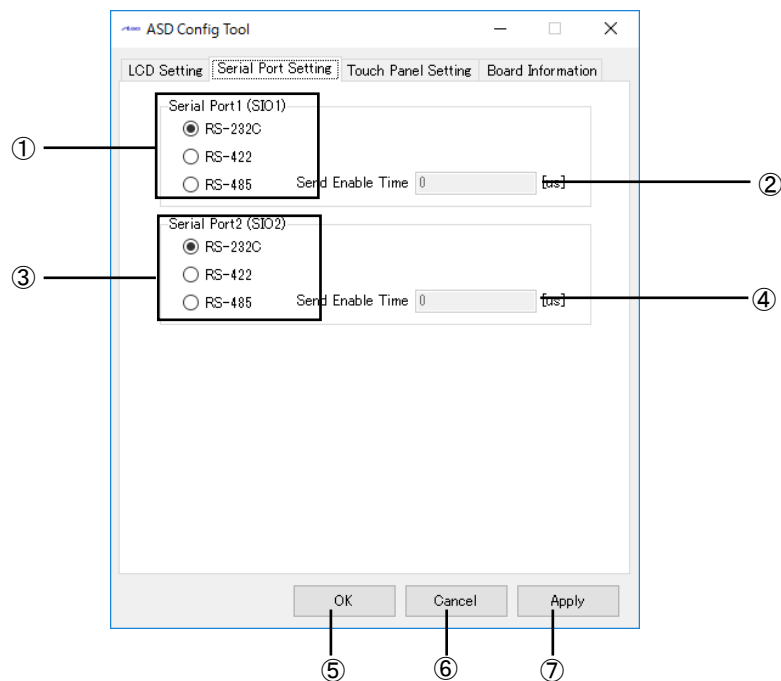 ASD Config Tool
LCD Setting Serial Port Setting Touch Panel Setting Board Information
Serial Port1 (SIO1)
① RS-232C
RS-422
RS-485 Send Enable Time 0 [us] ②
Serial Port2 (SIO2)
③ RS-232C
RS-422
RS-485 Send Enable Time 0 [us] ④
OK Cancel Apply
⑤ ⑥ ⑦